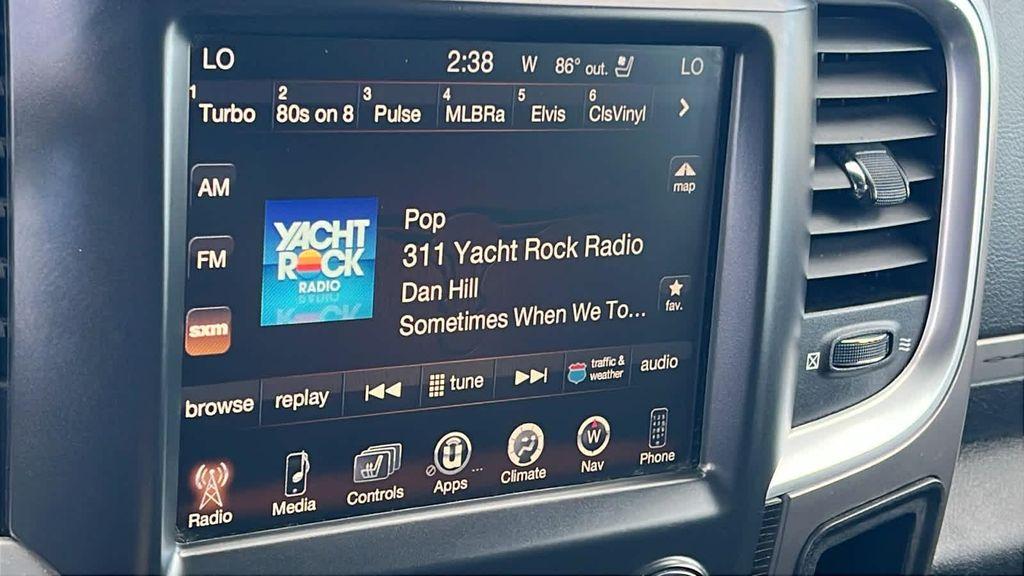 LO 2:38 W 86° out. LO
1 Turbo 2 80s on 8 3 Pulse 4 MLBRa 5 Elvis 6 ClsVinyl
AM
map
YACHT
ROCK
RADIO
Pop
311 Yacht Rock Radio
FM
Dan Hill
fav.
sxm
Sometimes When We To...
browse replay tune traffic & weather audio
Radio Media Controls Apps ... Climate W Nav Phone